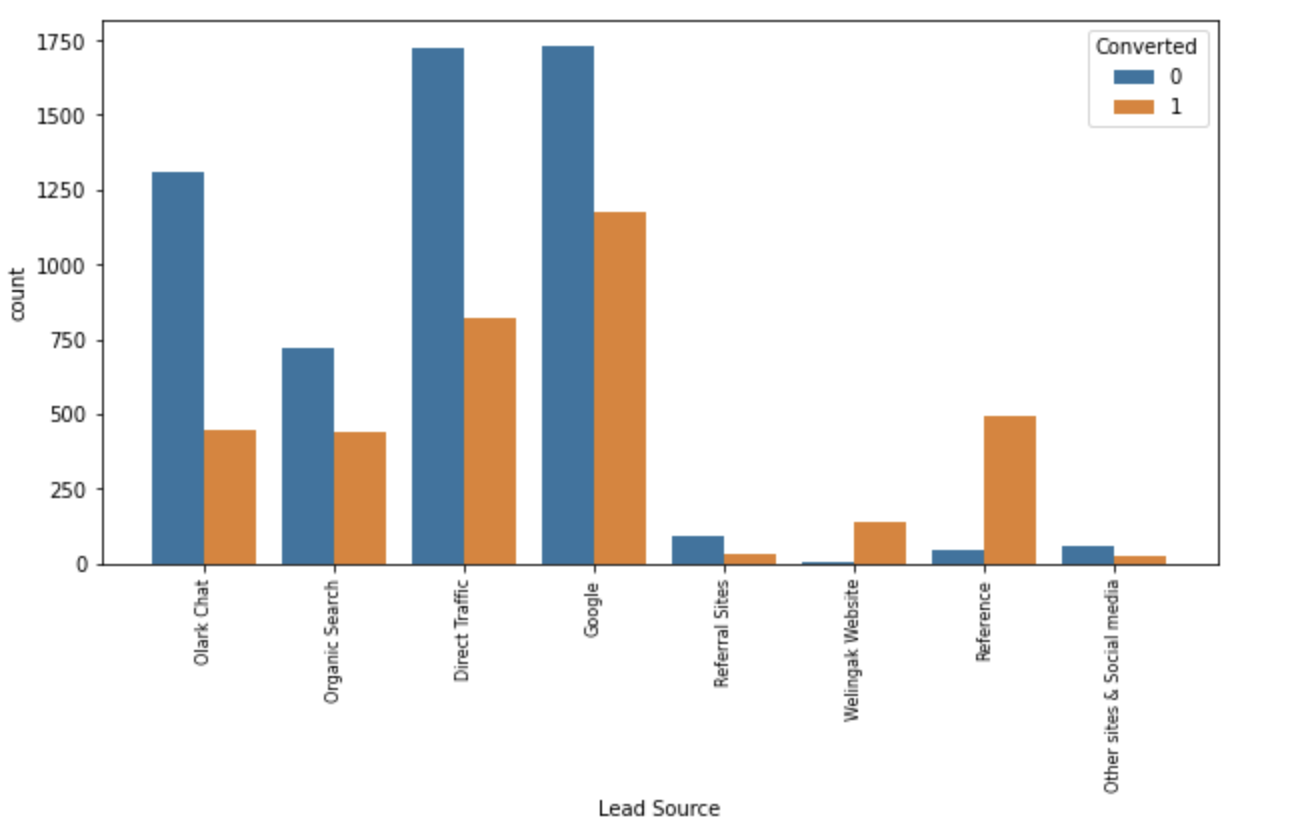 1750
1500
1250
1000
750
500
250
0
count
Converted
0
1
Olark Chat
Organic Search
Direct Traffic
Google
Referral Sites
Welingak Website
Reference
Other sites & Social media
Lead Source